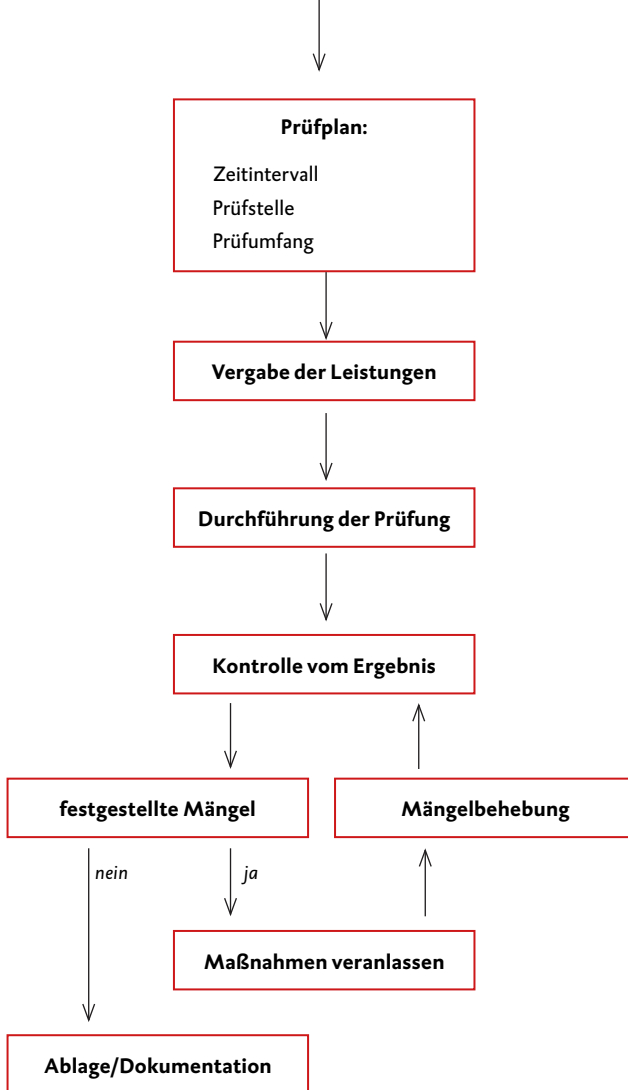 Prüfplan:
Zeitintervall
Prüfstelle
Prüfumfang
Vergabe der Leistungen
Durchführung der Prüfung
Kontrolle vom Ergebnis
festgestellte Mängel
Mängelbehebung
nein
ja
Maßnahmen veranlassen
Ablage/Dokumentation